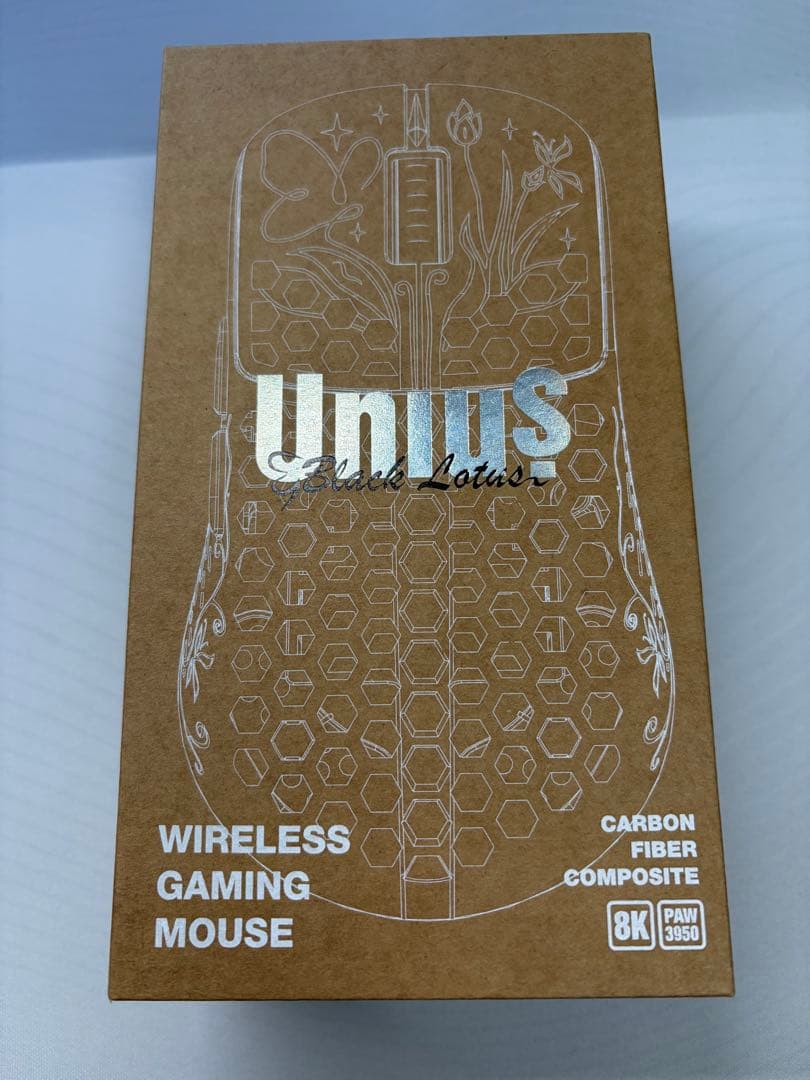 UniuS
Black Lotus
WIRELESS
GAMING
MOUSE
CARBON
FIBER
COMPOSITE
8K
PAW
3950